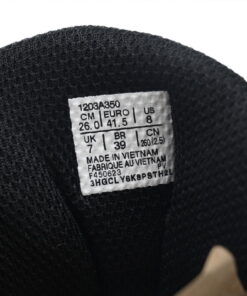 1203A350
CM EURO US
26.0 41.5 8
UK BR CN
7 39 260(2.5)
MADE IN VIETNAM
FABRIQUE AU VIETNAM
F450623 PV